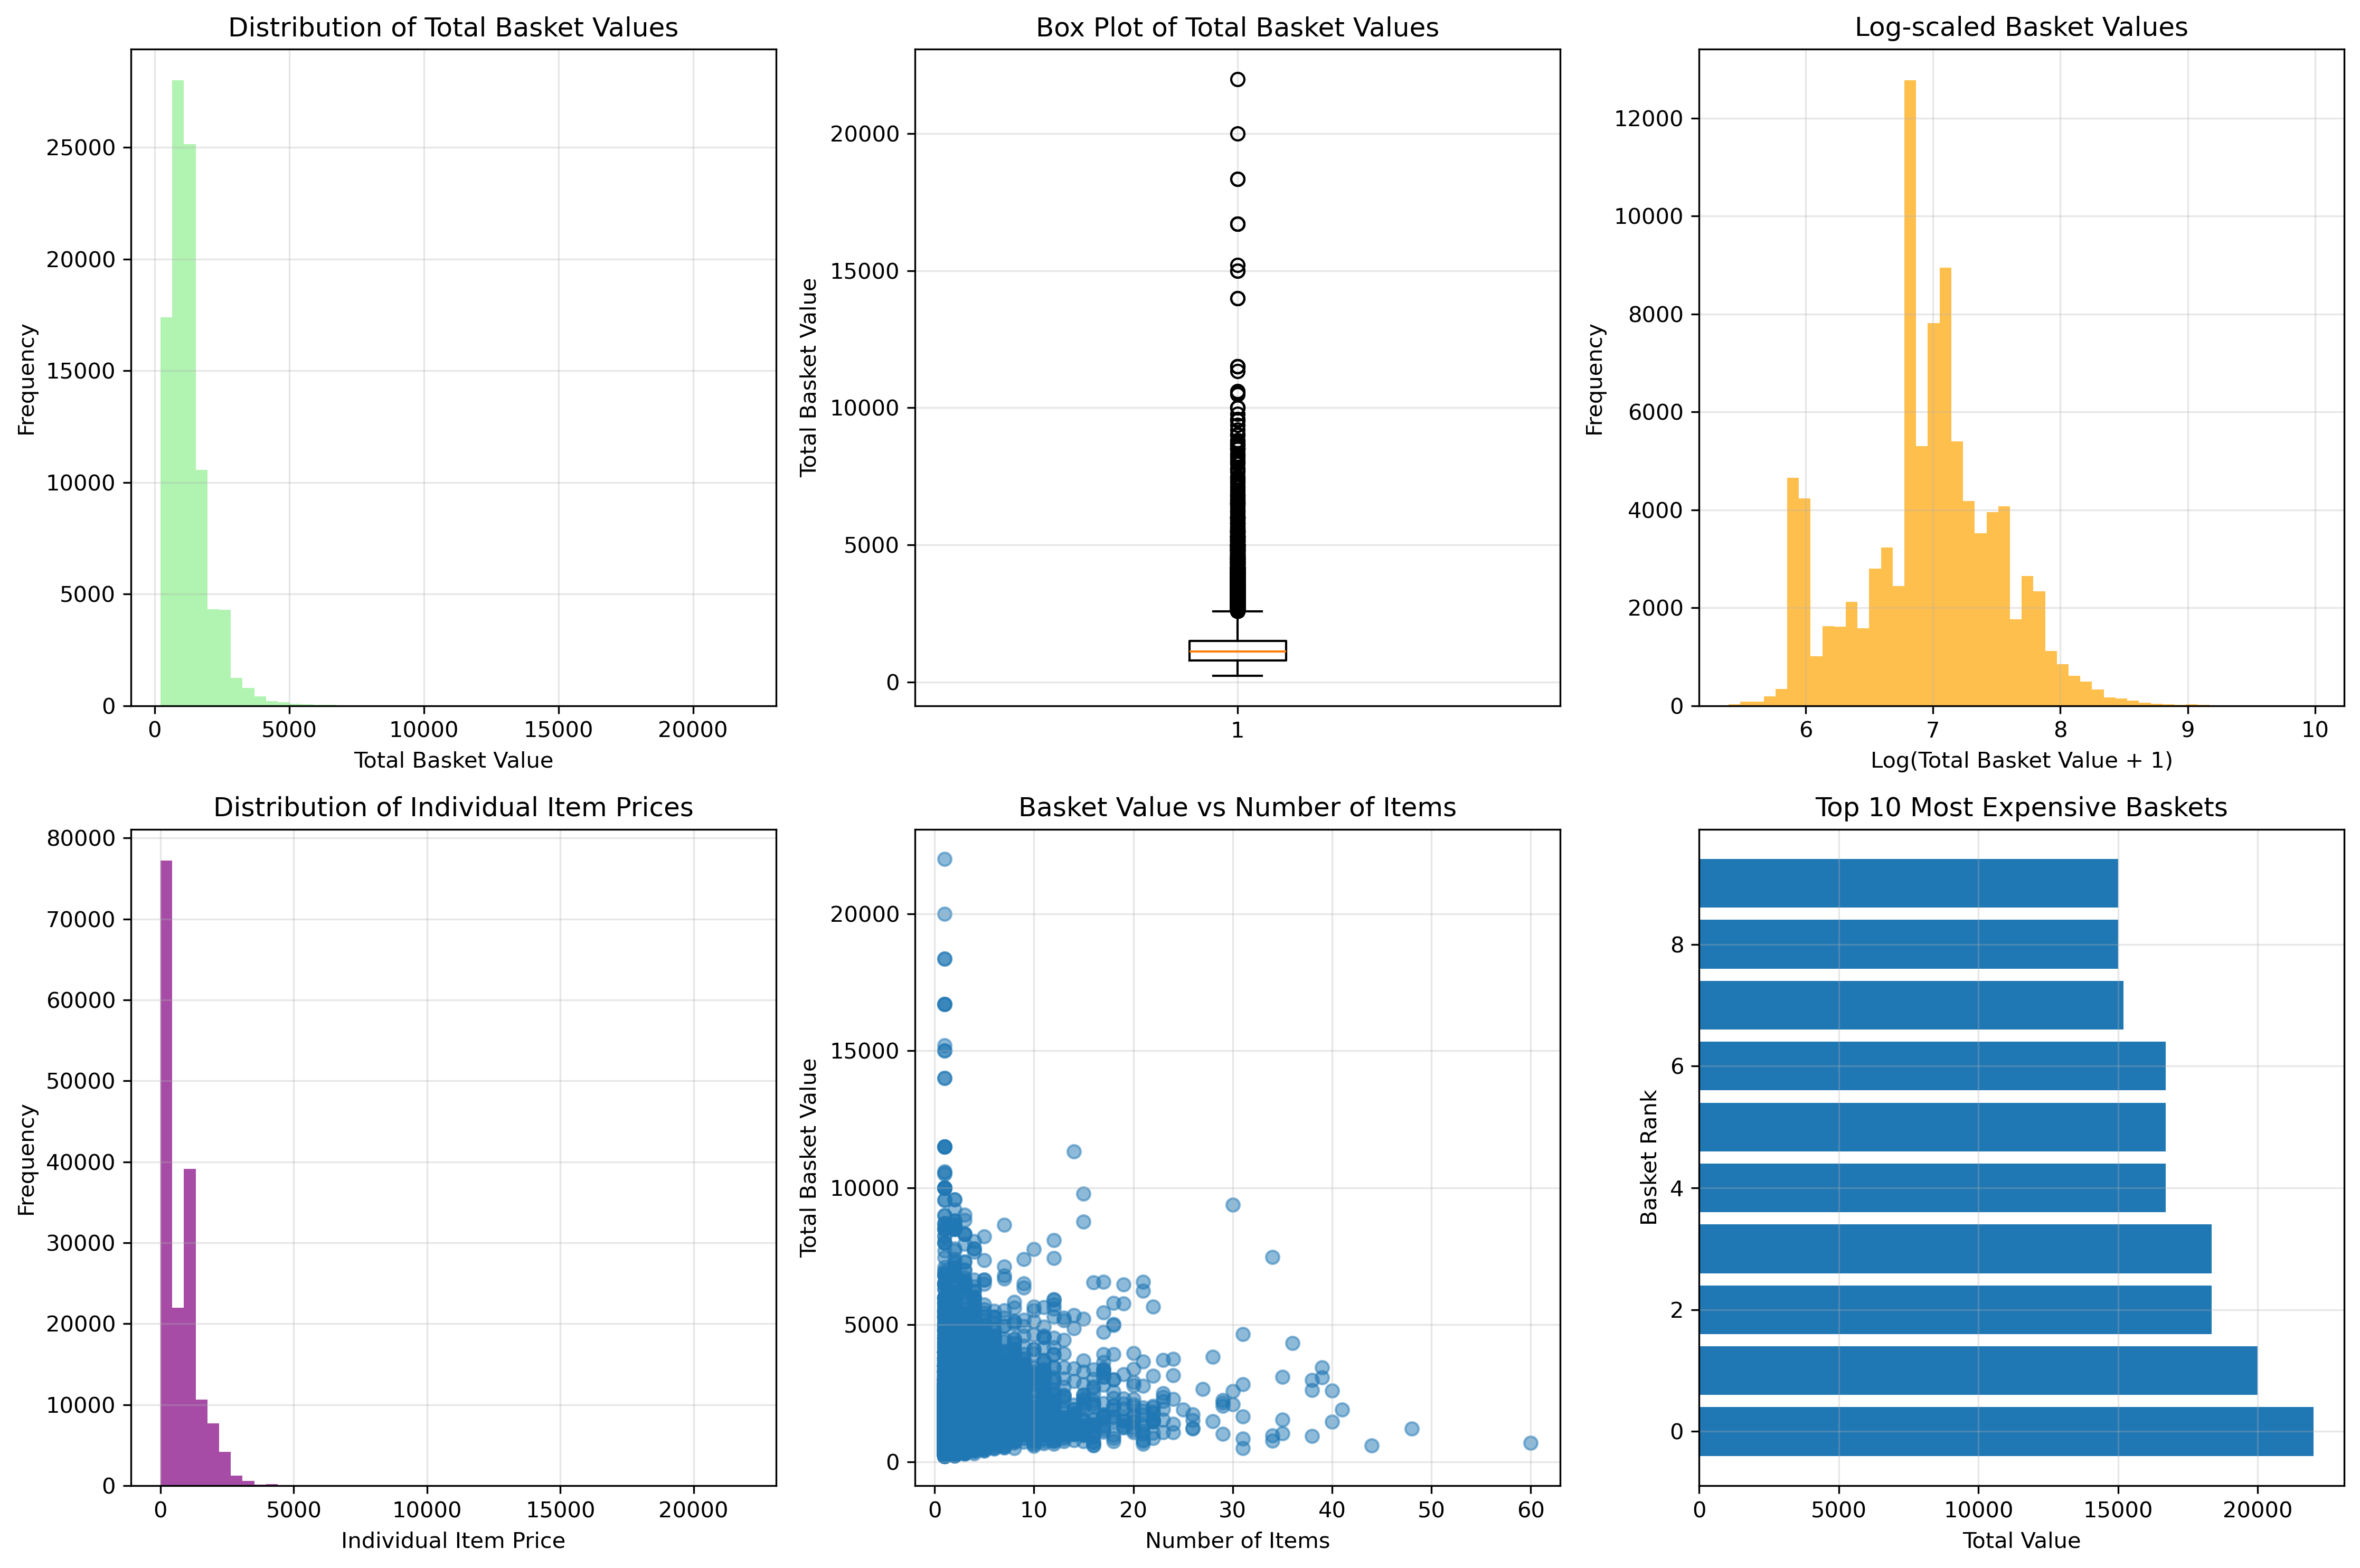 Distribution of Total Basket Values
Frequency
25000
20000
15000
10000
5000
0
0 5000 10000 15000 20000
Total Basket Value
Box Plot of Total Basket Values
Total Basket Value
20000
15000
10000
5000
0
1
Log-scaled Basket Values
Frequency
12000
10000
8000
6000
4000
2000
0
6 7 8 9 10
Log(Total Basket Value + 1)
Distribution of Individual Item Prices
Frequency
80000
70000
60000
50000
40000
30000
20000
10000
0
0 5000 10000 15000 20000
Individual Item Price
Basket Value vs Number of Items
Total Basket Value
20000
15000
10000
5000
0
0 10 20 30 40 50 60
Number of Items
Top 10 Most Expensive Baskets
Basket Rank
8
6
4
2
0
0 5000 10000 15000 20000
Total Value